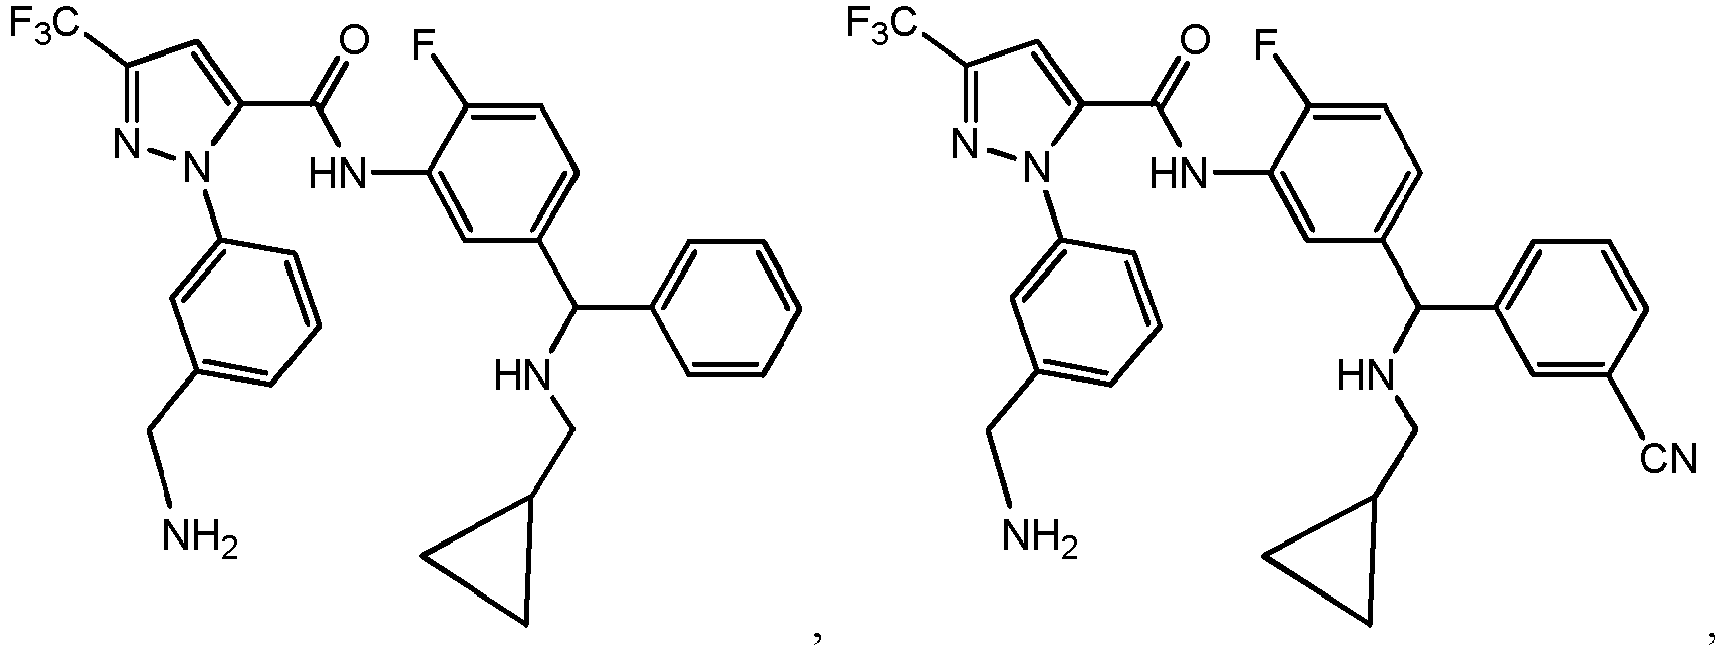 F3C O F F3C O F
N N HN N N HN
HN HN
CN
NH2 , NH2 ,